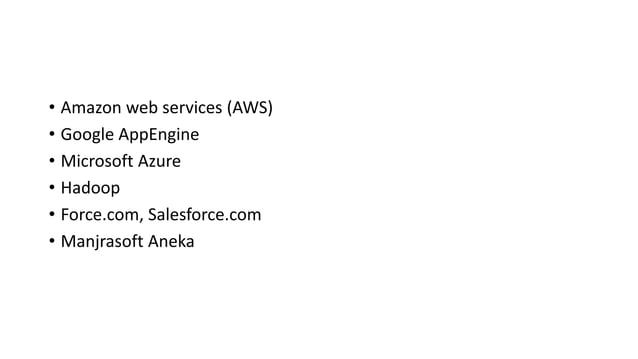 • Amazon web services (AWS)
• Google AppEngine
• Microsoft Azure
• Hadoop
• Force.com, Salesforce.com
• Manjrasoft Aneka